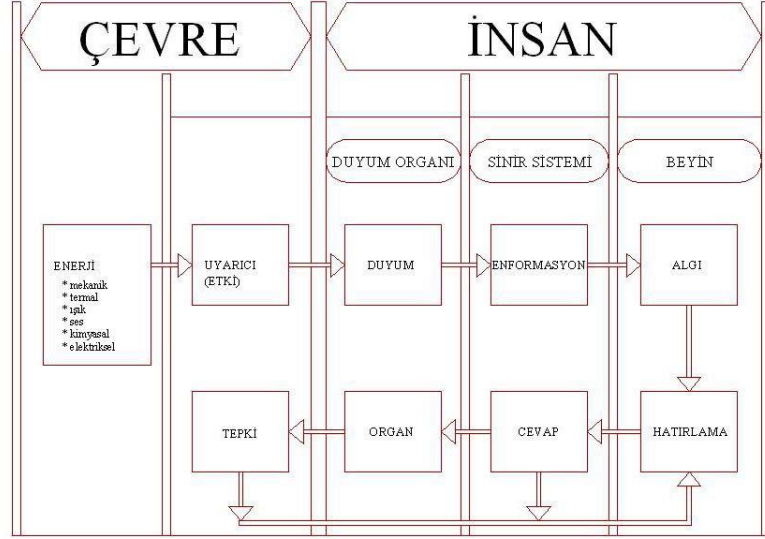 ÇEVRE
İNSAN
DUYUM ORGANI
SİNİR SİSTEMİ
BEYİN
ENERJİ
* mekanik
* termal
* ışık
* ses
* kimyasal
* elektriksel
UYARICI
(ETKİ)
DUYUM
ENFORMASYON
ALGI
TEPKİ
ORGAN
CEVAP
HATIRLAMA